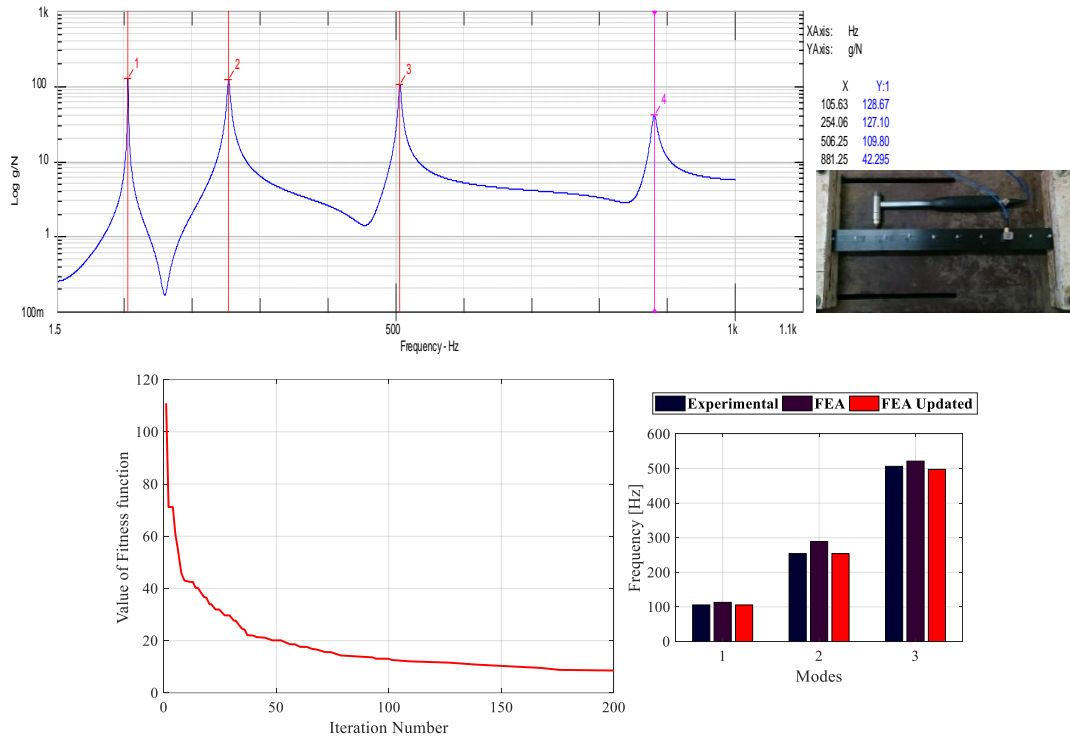 1k
100
10
1
100m
Log g/N
1
2
3
4
1.5
500
1k
1.1k
Frequency - Hz
XAxis: Hz
YAxis: g/N
X Y:1
105.63 128.67
254.06 127.10
506.25 109.80
881.25 42.295
120
100
80
60
40
20
0
Value of Fitness function
0 50 100 150 200
Iteration Number
Experimental FEA FEA Updated
600
500
400
300
200
100
0
Frequency [Hz]
1 2 3
Modes